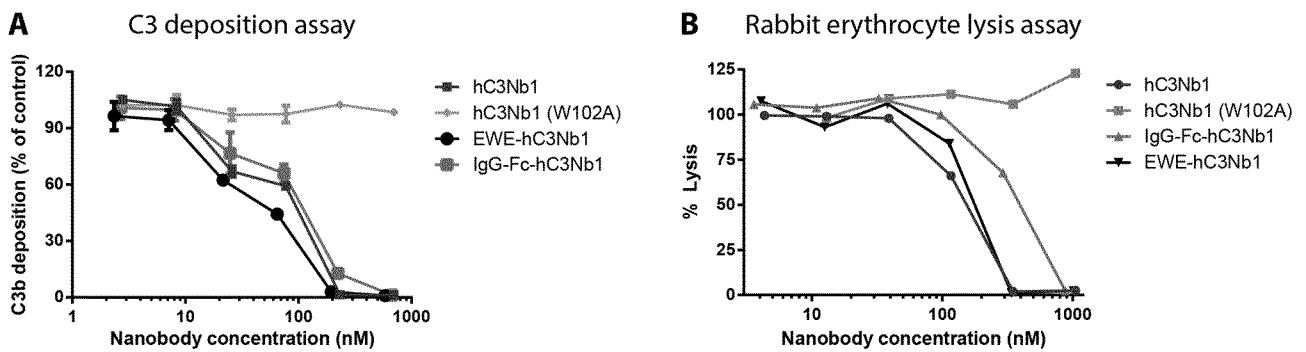 A
C3 deposition assay
C3b deposition (% of control)
120
90
60
30
0
1
10
100
1000
Nanobody concentration (nM)
hC3Nb1
hC3Nb1 (W102A)
EWE-hC3Nb1
IgG-Fc-hC3Nb1
B
Rabbit erythrocyte lysis assay
% Lysis
125
100
75
50
25
0
10
100
1000
Nanobody concentration (nM)
hC3Nb1
hC3Nb1 (W102A)
IgG-Fc-hC3Nb1
EWE-hC3Nb1